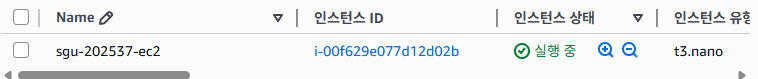 Name 인스턴스 ID 인스턴스 상태 인스턴스 유형
sgu-202537-ec2 i-00f629e077d12d02b 실행 중 t3.nano